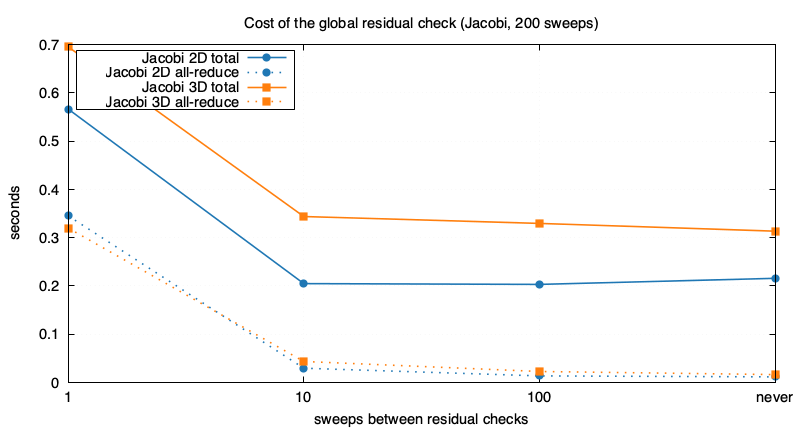 Cost of the global residual check (Jacobi, 200 sweeps)
0.7
0.6
0.5
0.4
0.3
0.2
0.1
0
seconds
Jacobi 2D total
Jacobi 2D all-reduce
Jacobi 3D total
Jacobi 3D all-reduce
1 10 100 never
sweeps between residual checks